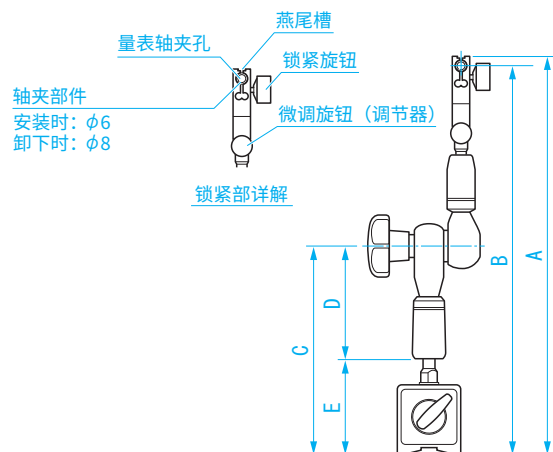 燕尾槽
量表轴夹孔
锁紧旋钮
轴夹部件
安装时：φ6
卸下时：φ8
微调旋钮（调节器）
锁紧部详解
A
B
C
D
E